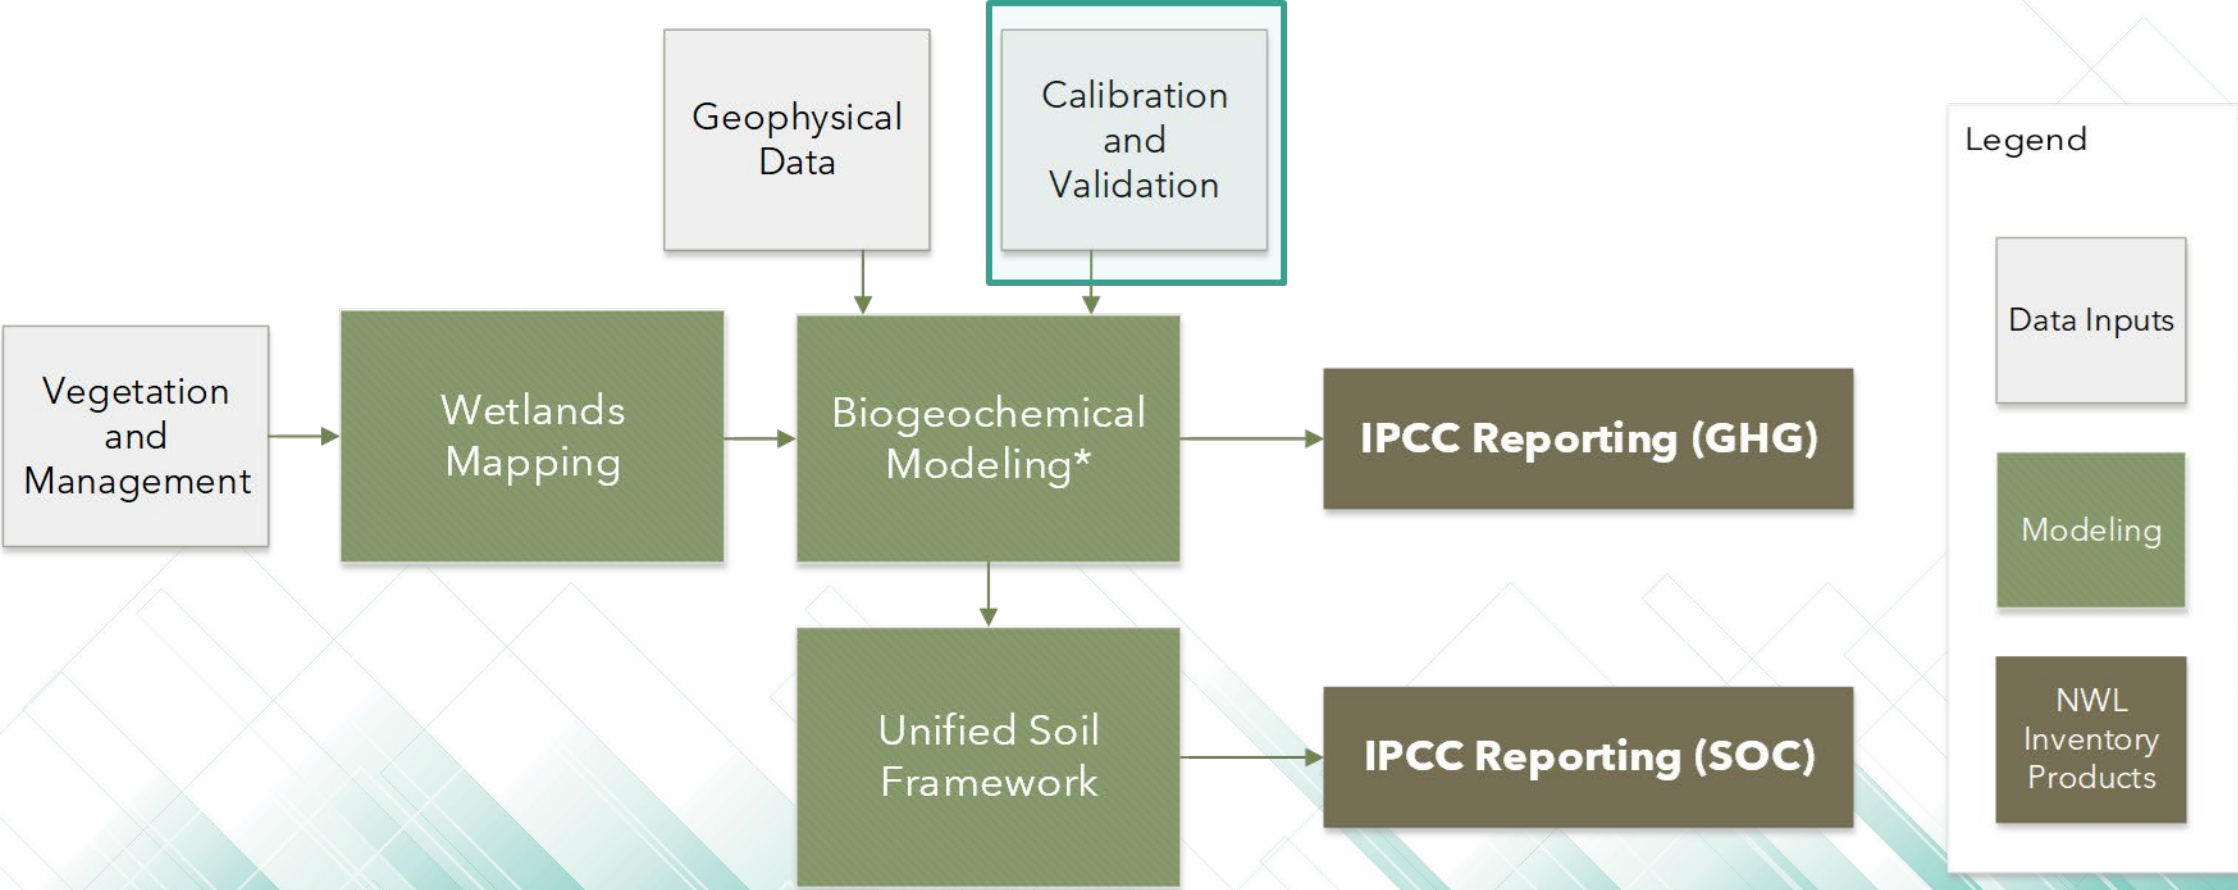 Geophysical
Data
Calibration
and
Validation
Legend
Data Inputs
Vegetation
and
Management
Wetlands
Mapping
Biogeochemical
Modeling*
IPCC Reporting (GHG)
Modeling
Unified Soil
Framework
IPCC Reporting (SOC)
NWL
Inventory
Products